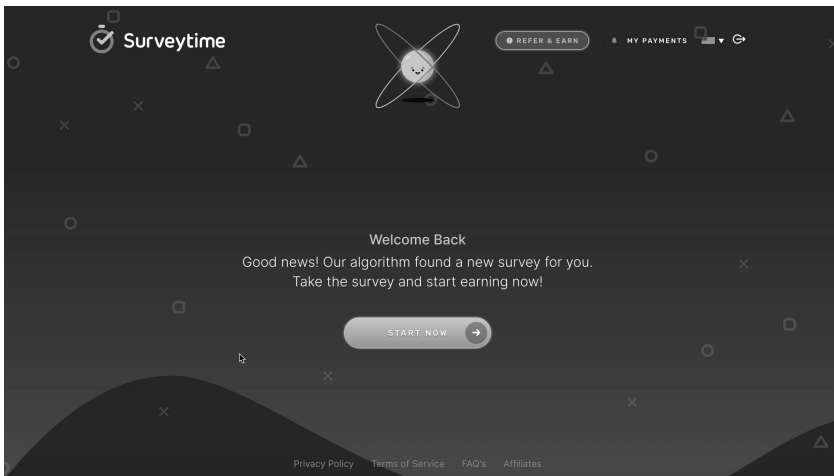 Surveytime
REFER & EARN
MY PAYMENTS
Welcome Back
Good news! Our algorithm found a new survey for you.
Take the survey and start earning now!
START NOW
Privacy Policy Terms of Service FAQ's Affiliates